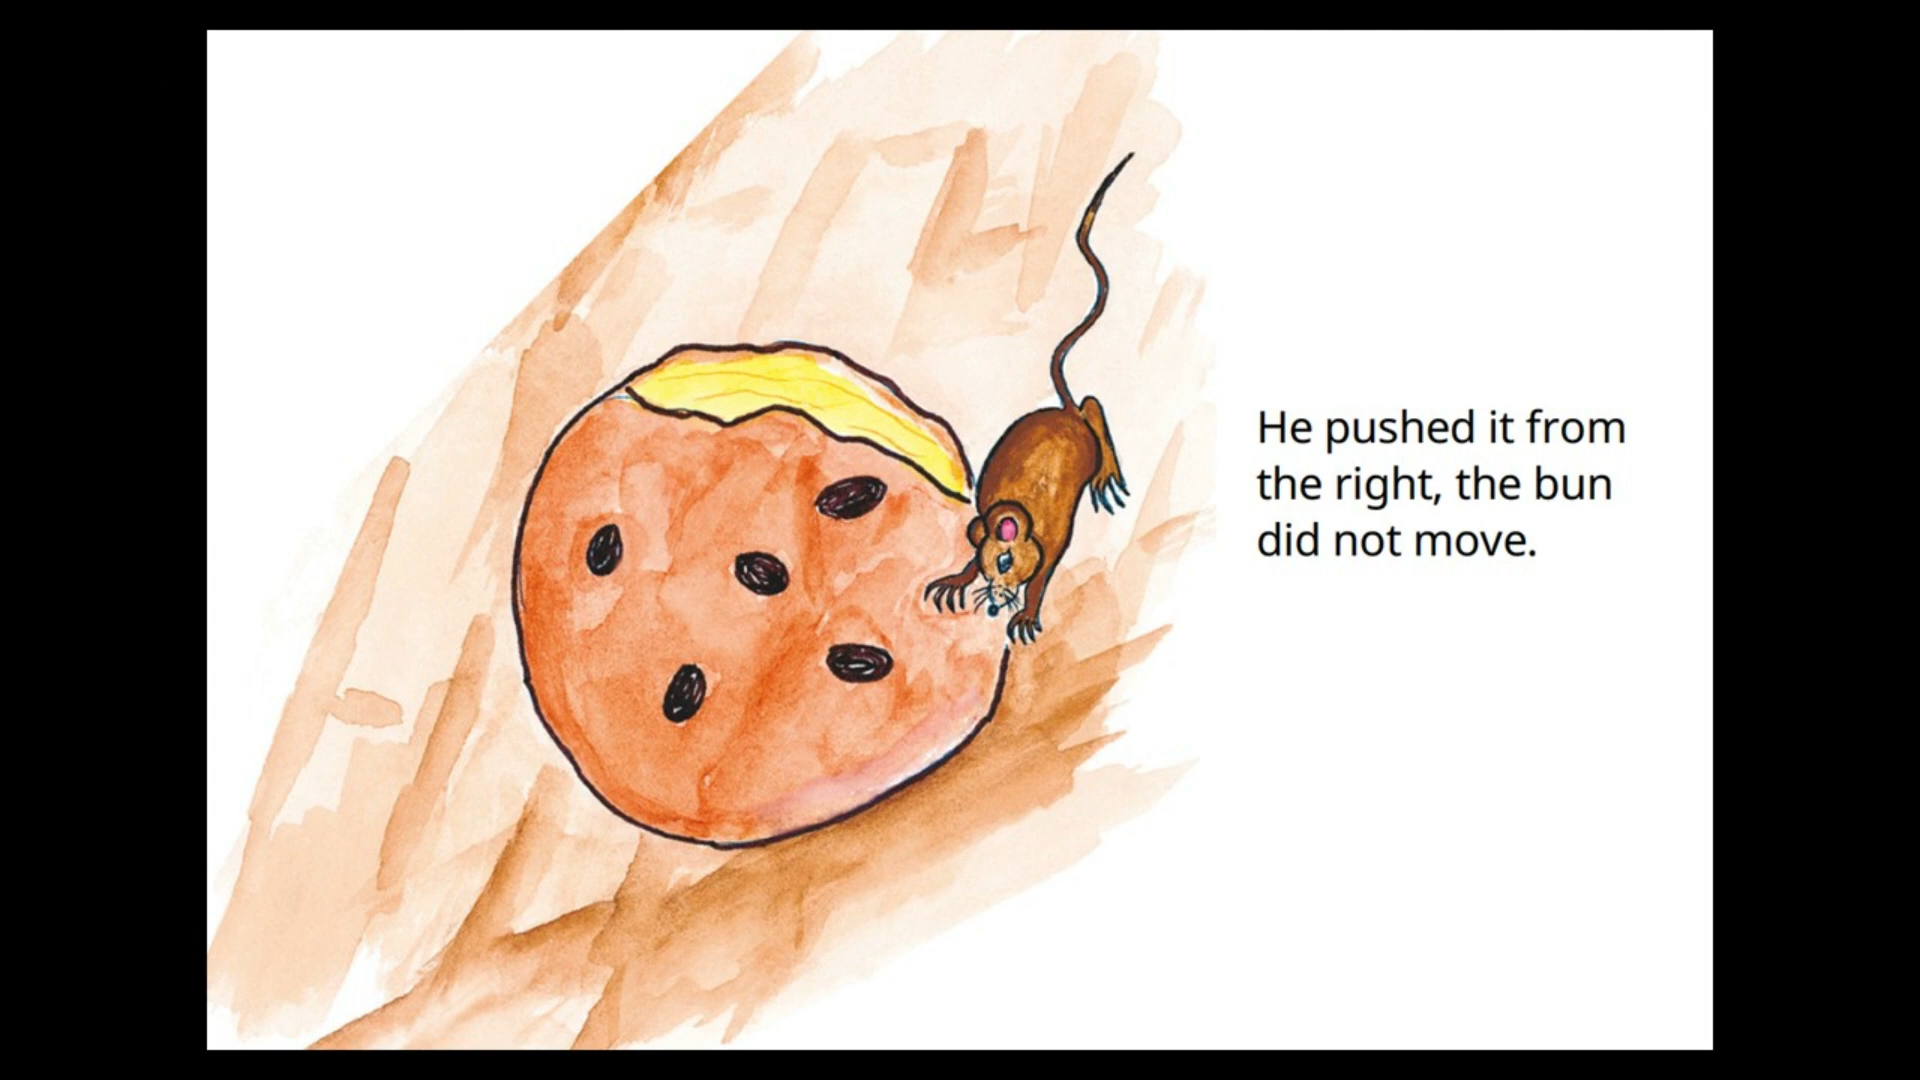 He pushed it from
the right, the bun
did not move.